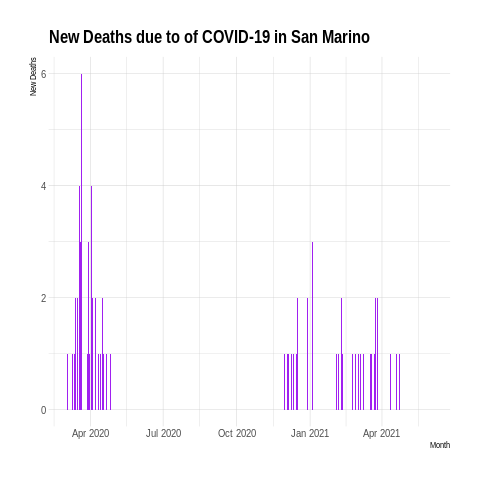 New Deaths due to of COVID-19 in San Marino
New Deaths
6
4
2
0
Apr 2020 Jul 2020 Oct 2020 Jan 2021 Apr 2021
Month